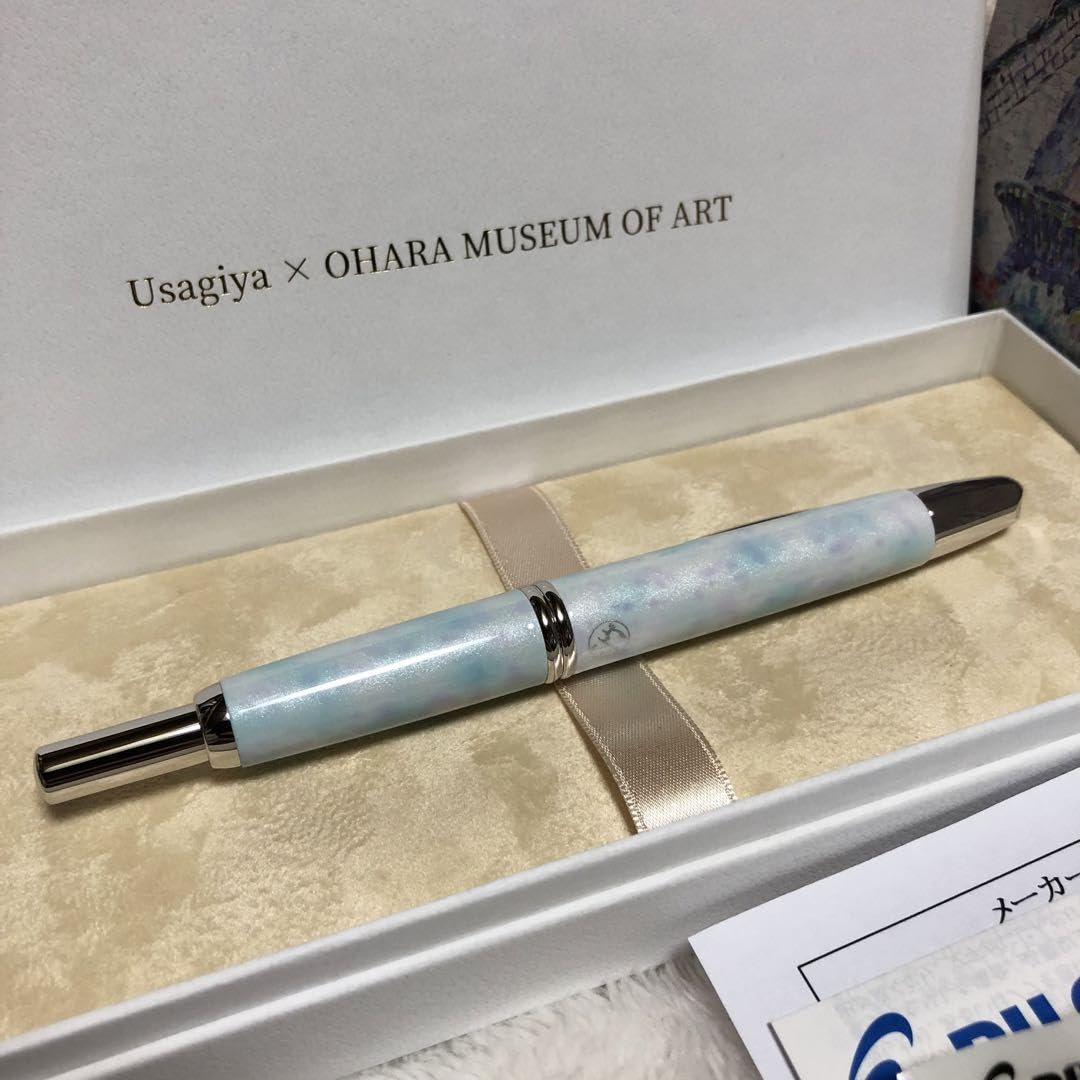 Usagiya × OHARA MUSEUM OF ART
メーカー